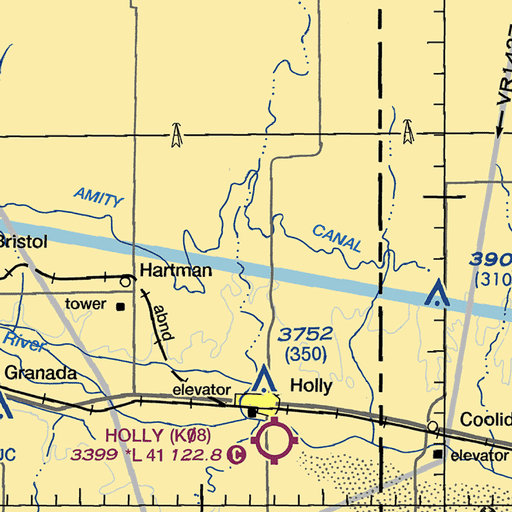 VR1427
AMITY
CANAL
Bristol
390
(310
Hartman
tower
abnd
3752
(350)
River
Granada
elevator
Holly
HOLLY (KØ8)
3399 *L 41 122.8 C
Coolid
elevator
UC